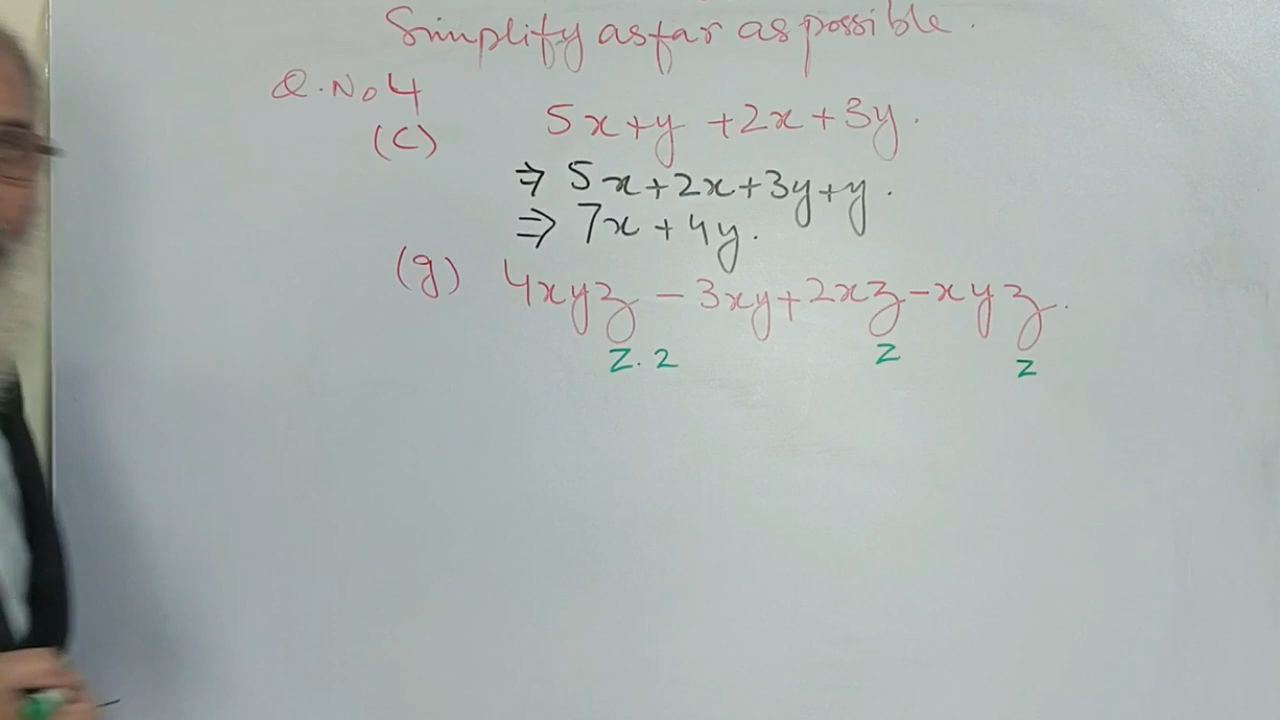 Simplify as far as possible.
Q.No 4
(C) 5x+y +2x+3y.
⇒ 5x+2x+3y+y.
⇒ 7x+4y.
(g) 4xyz - 3xy+2xz-xyz.
z. 2 z z